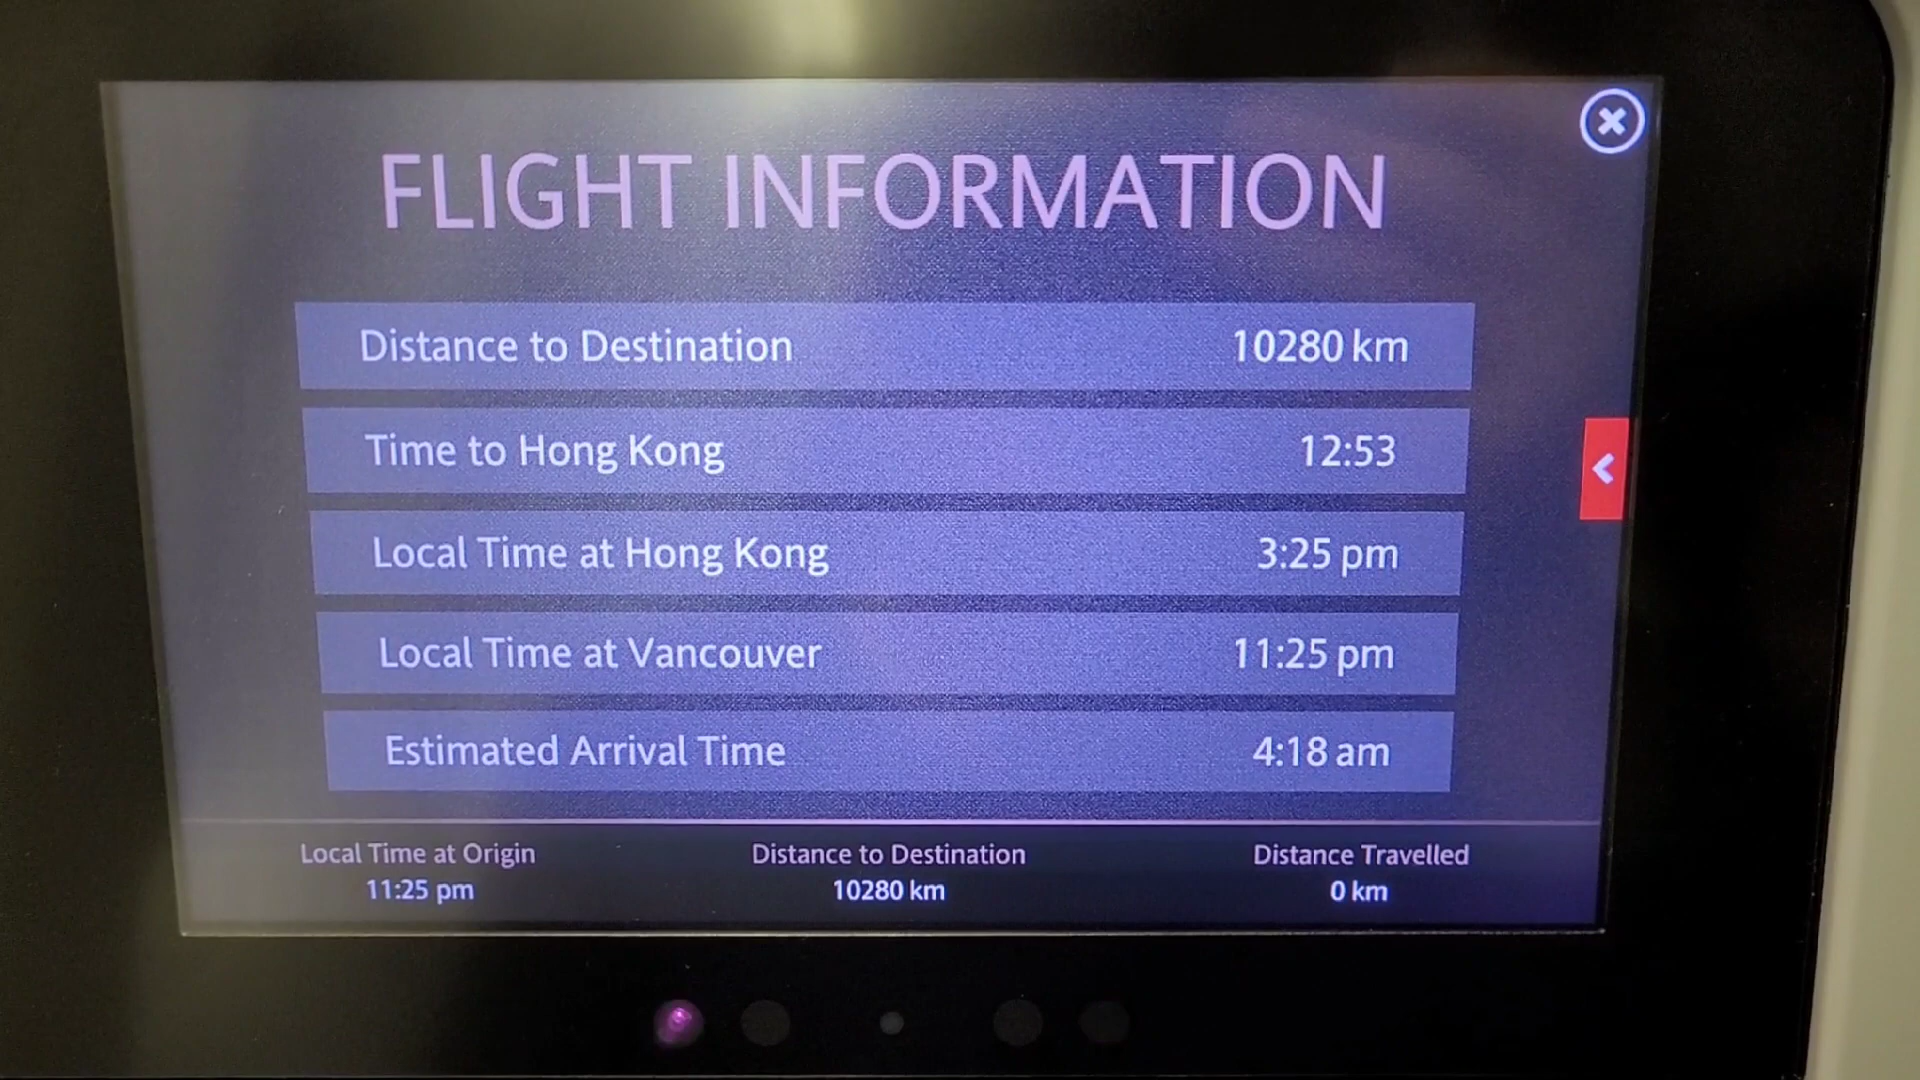 FLIGHT INFORMATION
Distance to Destination 10280 km
Time to Hong Kong 12:53
Local Time at Hong Kong 3:25 pm
Local Time at Vancouver 11:25 pm
Estimated Arrival Time 4:18 am
Local Time at Origin Distance to Destination Distance Travelled
11:25 pm 10280 km 0 km